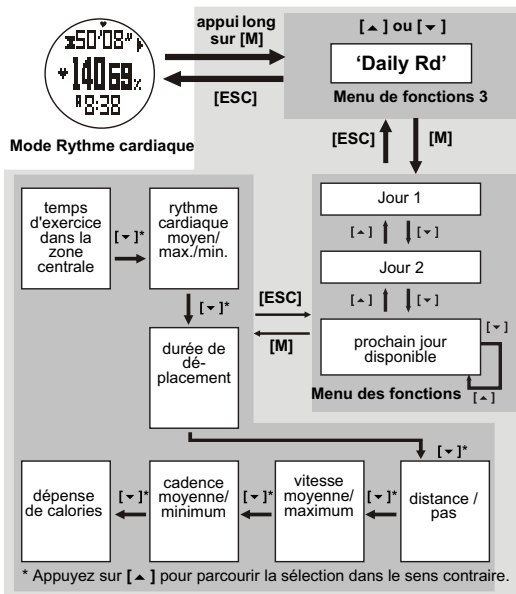 50'08"
140 69%
8:38
Mode Rythme cardiaque
appui long
sur [M]
[ESC]
[▲] ou [▼]
'Daily Rd'
Menu de fonctions 3
[ESC]
[M]
Jour 1
[▲] [▼]
Jour 2
[▲] [▼]
prochain jour
disponible
[▼]
[▲]
Menu des fonctions
[ESC]
[M]
temps
d'exercice
dans la
zone
centrale
[▼]*
rythme
cardiaque
moyen/
max./min.
[▼]*
durée de
dé-
placement
[▼]*
distance /
pas
[▼]*
vitesse
moyenne/
maximum
[▼]*
cadence
moyenne/
minimum
[▼]*
dépense
de calories
* Appuyez sur [▲] pour parcourir la sélection dans le sens contraire.